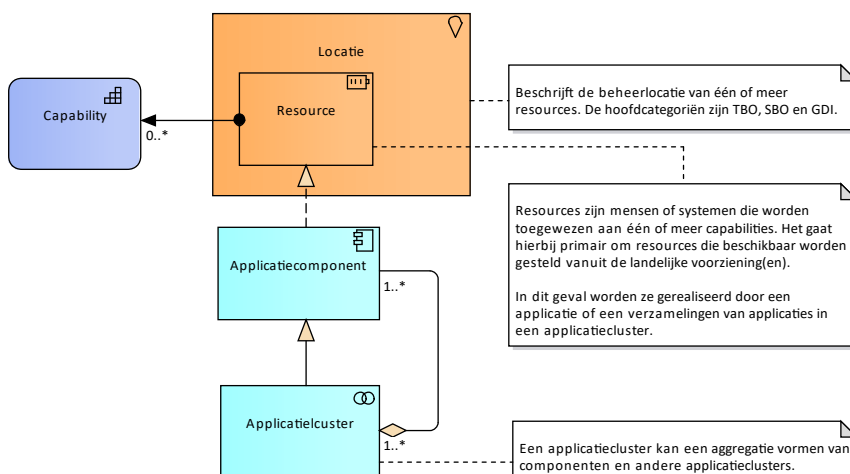 Locatie
Resource
Capability
0..*
Beschrijft de beheerlocatie van één of meer
resources. De hoofdcategoriën zijn TBO, SBO en GDI.
Resources zijn mensen of systemen die worden
toegewezen aan één of meer capabilities. Het gaat
hierbij primair om resources die beschikbaar worden
gesteld vanuit de landelijke voorziening(en).
In dit geval worden ze gerealiseerd door een
applicatie of een verzamelingen van applicaties in
een applicatiecluster.
Applicatiecomponent
1..*
Applicatielcuster
1..*
Een applicatiecluster kan een aggregatie vormen van
componenten en andere applicatieclusters.